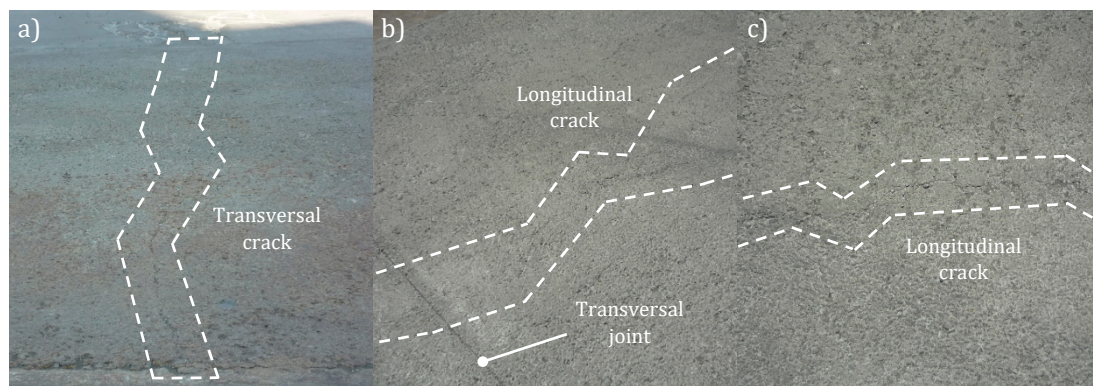 a)
Transversal
crack
b)
Longitudinal
crack
Transversal
joint
c)
Longitudinal
crack